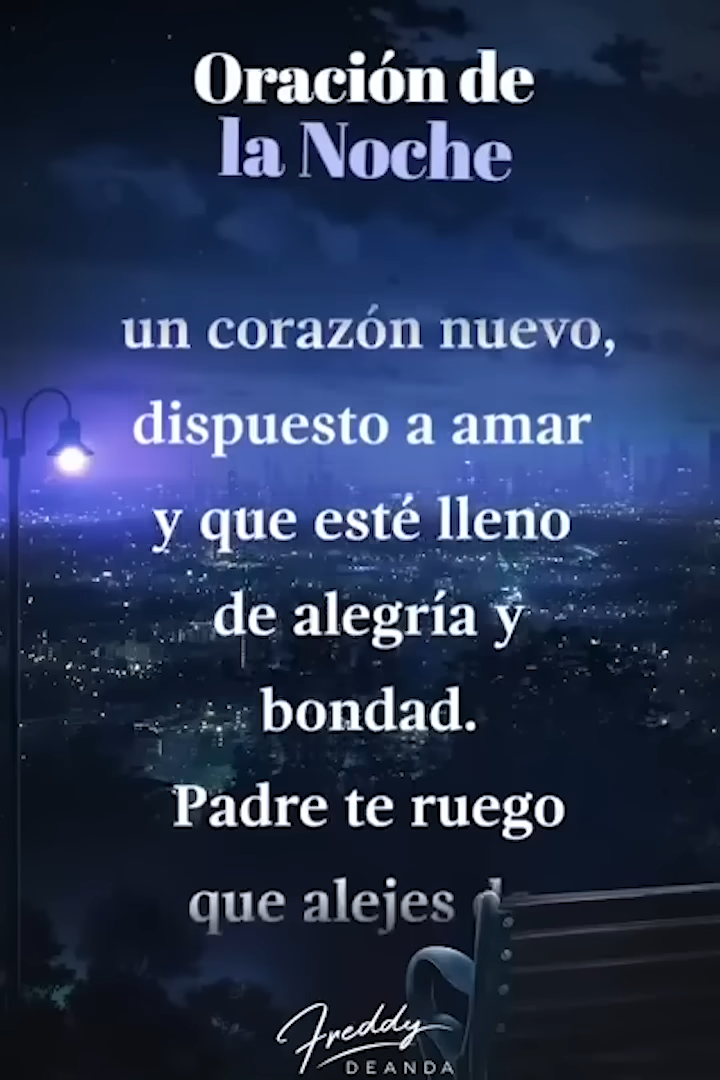 Oración de
la Noche
un corazón nuevo,
dispuesto a amar
y que esté lleno
de alegría y
bondad.
Padre te ruego
que alejes
Freddy
DEANDA